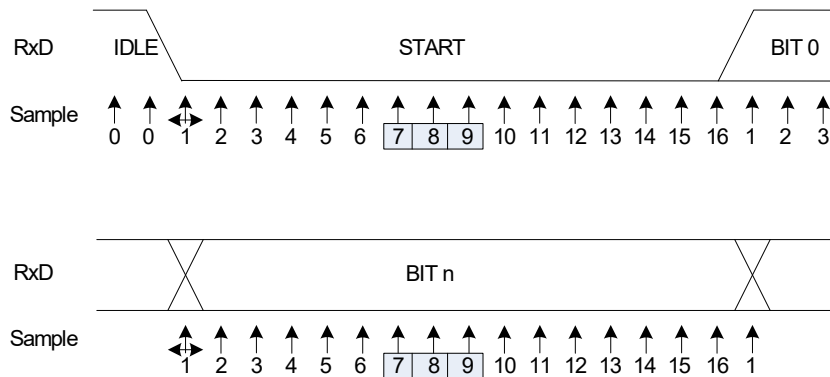 RxD IDLE START BIT 0
Sample
0 0 1 2 3 4 5 6 7 8 9 10 11 12 13 14 15 16 1 2 3
RxD BIT n
Sample
1 2 3 4 5 6 7 8 9 10 11 12 13 14 15 16 1